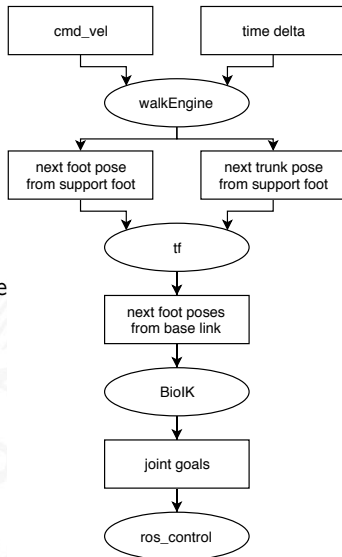 cmd_vel
time delta
walkEngine
next foot pose
from support foot
next trunk pose
from support foot
tf
e
next foot poses
from base link
BioIK
joint goals
ros_control